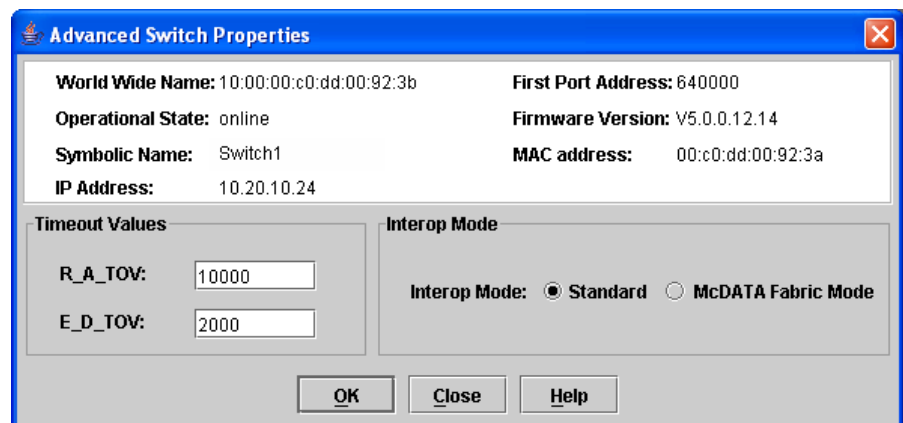 Advanced Switch Properties
World Wide Name: 10:00:00:c0:dd:00:92:3b First Port Address: 640000
Operational State: online Firmware Version: V5.0.0.12.14
Symbolic Name: Switch1 MAC address: 00:c0:dd:00:92:3a
IP Address: 10.20.10.24
Timeout Values Interop Mode
R_A_TOV: 10000
Interop Mode: Standard McDATA Fabric Mode
E_D_TOV: 2000
OK Close Help